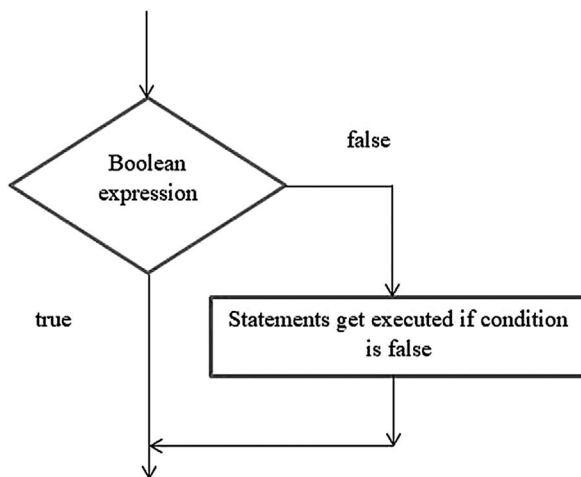 Boolean
expression
false
true
Statements get executed if condition
is false